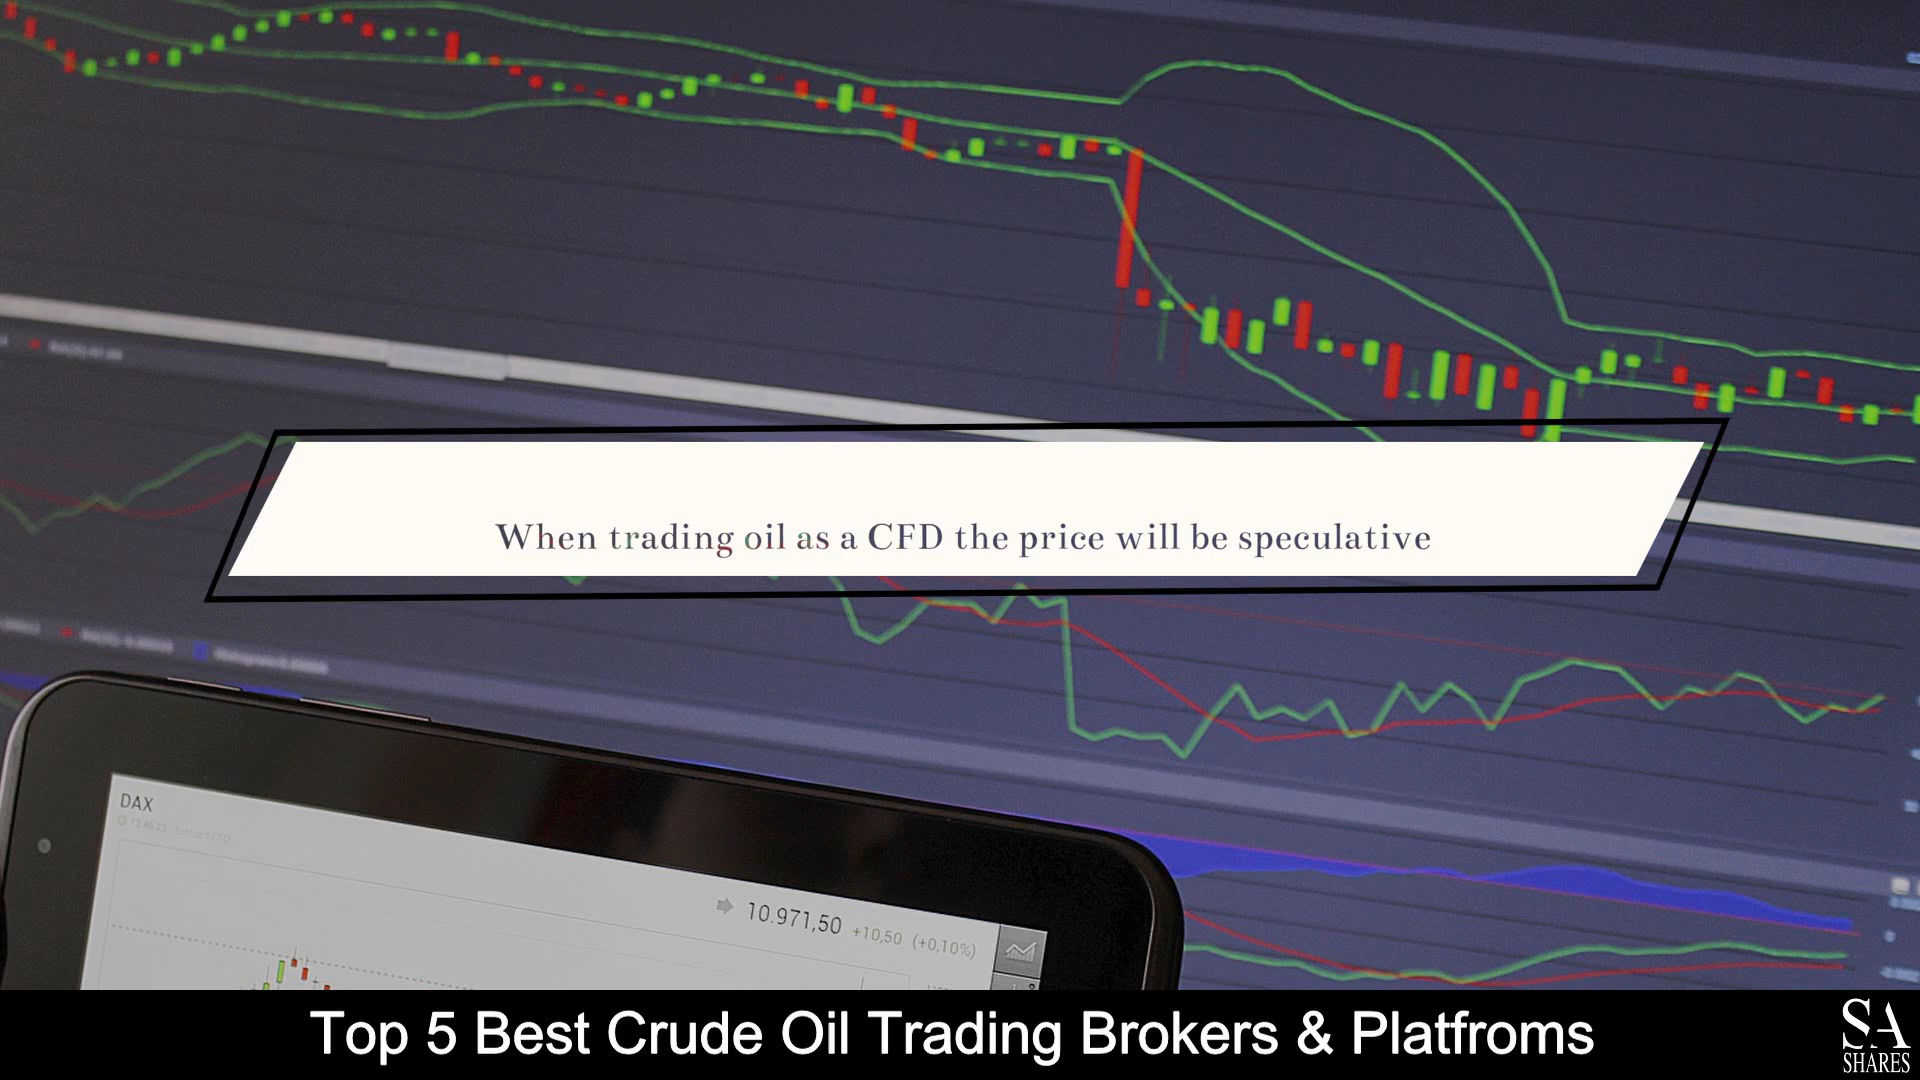 When trading oil as a CFD the price will be speculative
DAX
10.971,50 +10,50 (+0,10%)
Top 5 Best Crude Oil Trading Brokers & Platfroms
SA
SHARES